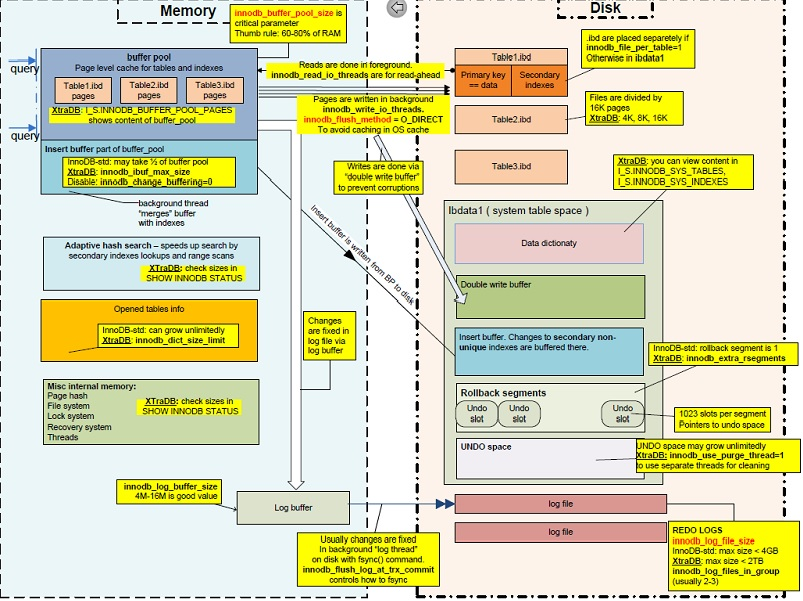 Memory
innodb_buffer_pool_size is
critical parameter
Thumb rule: 60-80% of RAM
Disk
.ibd are placed separetely if
innodb_file_per_table=1
Otherwise in ibdata1
query
query
buffer pool
Page level cache for tables and indexes
Table1.ibd
pages
Table2.ibd
pages
Table3.ibd
pages
XtraDB: I_S.INNODB_BUFFER_POOL_PAGES
shows content of buffer_pool
Reads are done in foreground.
innodb_read_io_threads are for read-ahead
Pages are written in background
innodb_write_io_threads.
innodb_flush_method = O_DIRECT
To avoid caching in OS cache
Table1.ibd
Primary key
== data
Secondary
indexes
Table2.ibd
Table3.ibd
Files are divided by
16K pages
XtraDB: 4K, 8K, 16K
Insert buffer part of buffer_pool
InnoDB-std: may take ½ of buffer pool
XtraDB: innodb_ibuf_max_size
Disable: innodb_change_buffering=0
Writes are done via
“double write buffer”
to prevent corruptions
XtraDB: you can view content in
I_S.INNODB_SYS_TABLES,
I_S.INNODB_SYS_INDEXES
background thread
“merges” buffer
with indexes
Insert buffer is written from BP to disk
Ibdata1 ( system table space )
Data dictionaty
Double write buffer
Insert buffer. Changes to secondary non-
unique indexes are buffered there.
Adaptive hash search – speeds up search by
secondary indexes lookups and range scans
XTraDB: check sizes in
SHOW INNODB STATUS
Opened tables info
InnoDB-std: can grow unlimitedly
XtraDB: innodb_dict_size_limit
Changes
are fixed in
log file via
log buffer
InnoDB-std: rollback segment is 1
XtraDB: innodb_extra_rsegments
Rollback segments
Undo
slot
Undo
slot
Undo
slot
1023 slots per segment
Pointers to undo space
Misc internal memory:
Page hash
File system
Lock system
Recovery system
Threads
XTraDB: check sizes in
SHOW INNODB STATUS
UNDO space
UNDO space may grow unlimitedly
XtraDB: innodb_use_purge_thread=1
to use separate threads for cleaning
innodb_log_buffer_size
4M-16M is good value
Log buffer
log file
log file
Usually changes are fixed
In background “log thread”
on disk with fsync() command.
innodb_flush_log_at_trx_commit
controls how to fsync
REDO LOGS
innodb_log_file_size
InnoDB-std: max size < 4GB
XtraDB: max size < 2TB
innodb_log_files_in_group
(usually 2-3)